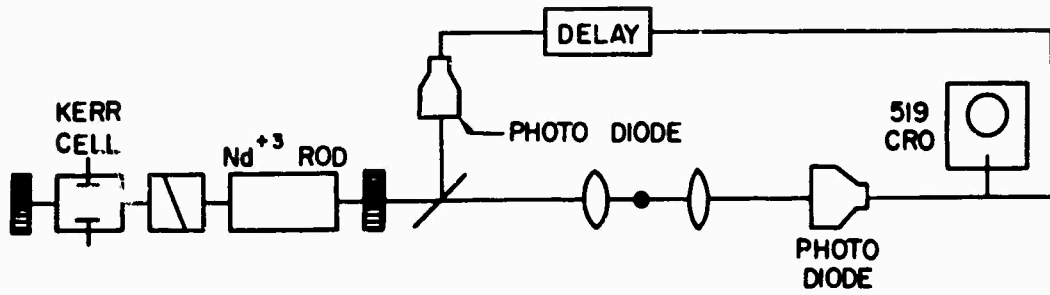 DELAY
KERR
CELL
Nd+3 ROD
PHOTO DIODE
519
CRO
PHOTO
DIODE